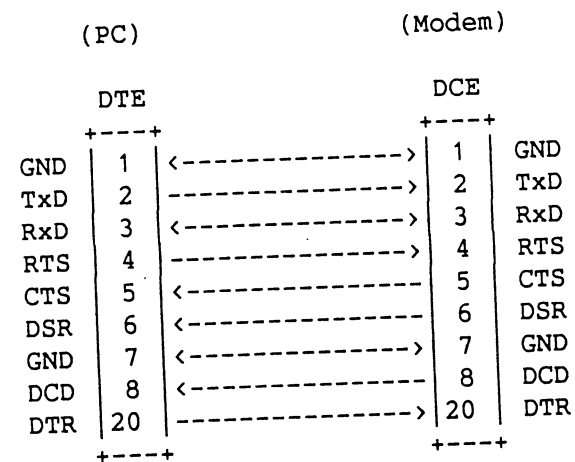 (PC) (Modem)
DTE DCE
+----+ +----+
GND | 1 |<--------------->| 1 | GND
TxD | 2 |---------------->| 2 | TxD
RxD | 3 |<--------------->| 3 | RxD
RTS | 4 |---------------->| 4 | RTS
CTS | 5 |<----------------| 5 | CTS
DSR | 6 |<----------------| 6 | DSR
GND | 7 |<--------------->| 7 | GND
DCD | 8 |<----------------| 8 | DCD
DTR |20 |---------------->|20 | DTR
+----+ +----+